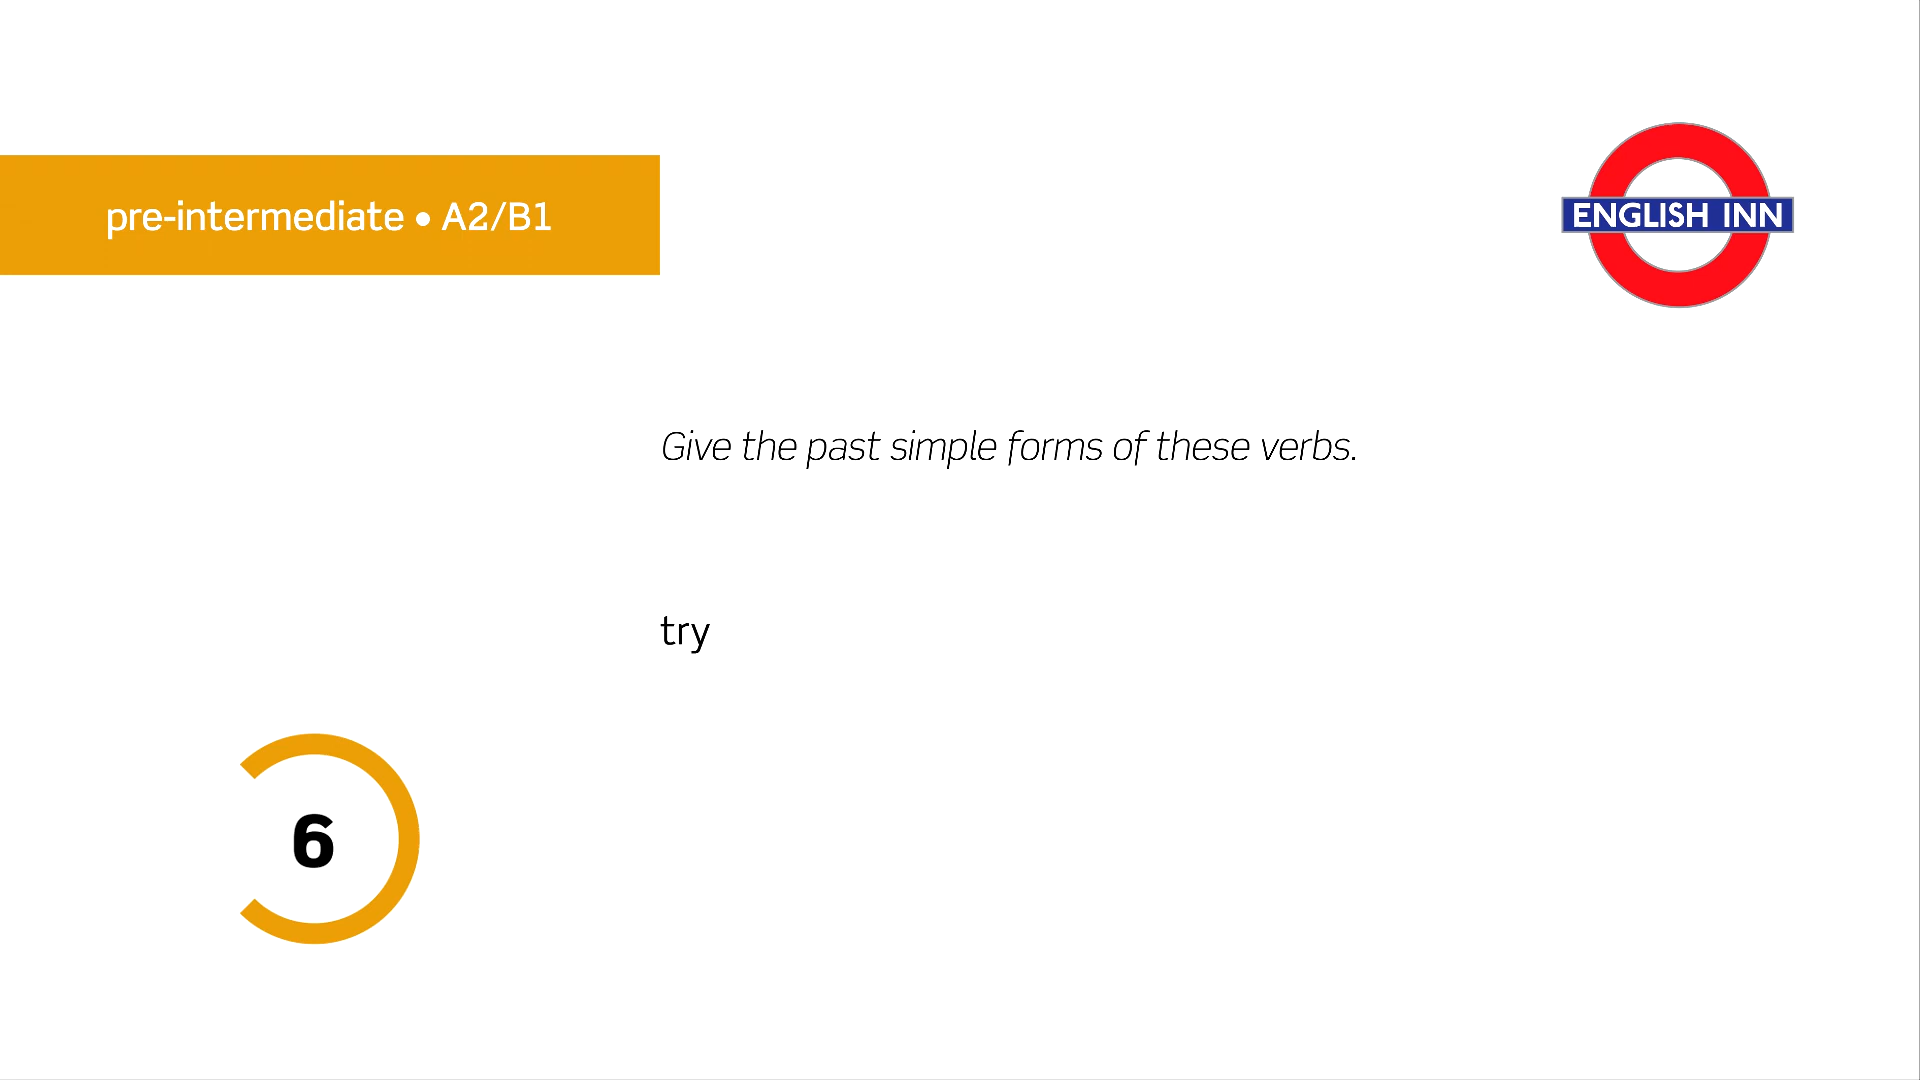 pre-intermediate • A2/B1
ENGLISH INN
Give the past simple forms of these verbs.
try
6